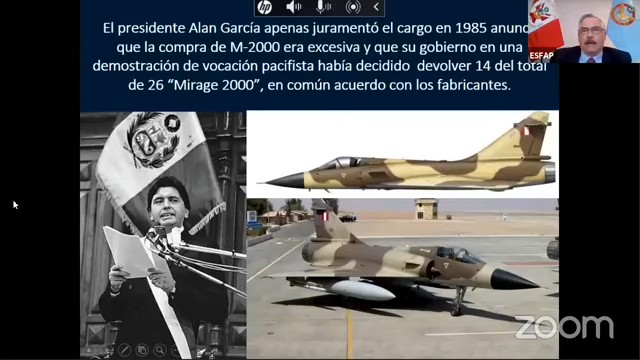 El presidente Alan García apenas juramentó el cargo en 1985 anunc
que la compra de M-2000 era excesiva y que su gobierno en una
demostración de vocación pacifista había decidido devolver 14 del total
de 26 “Mirage 2000”, en común acuerdo con los fabricantes.
hp
ESFAP
zoom